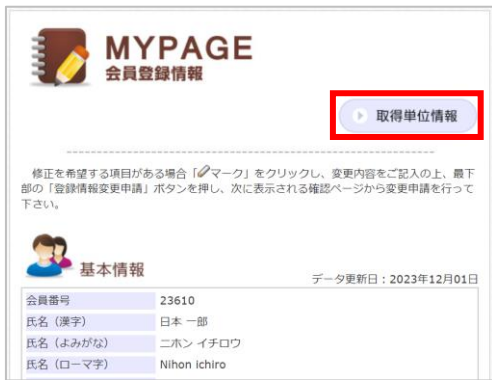 MYPAGE
会員登録情報
取得単位情報
修正を希望する項目がある場合「マーク」をクリックし、変更内容をご記入の上、最下
部の「登録情報変更申請」ボタンを押し、次に表示される確認ページから変更申請を行って
下さい。
基本情報
データ更新日：2023年12月01日
会員番号 23610
氏名（漢字） 日本 一郎
氏名（よみがな） ニホン イチロウ
氏名（ローマ字） Nihon ichiro